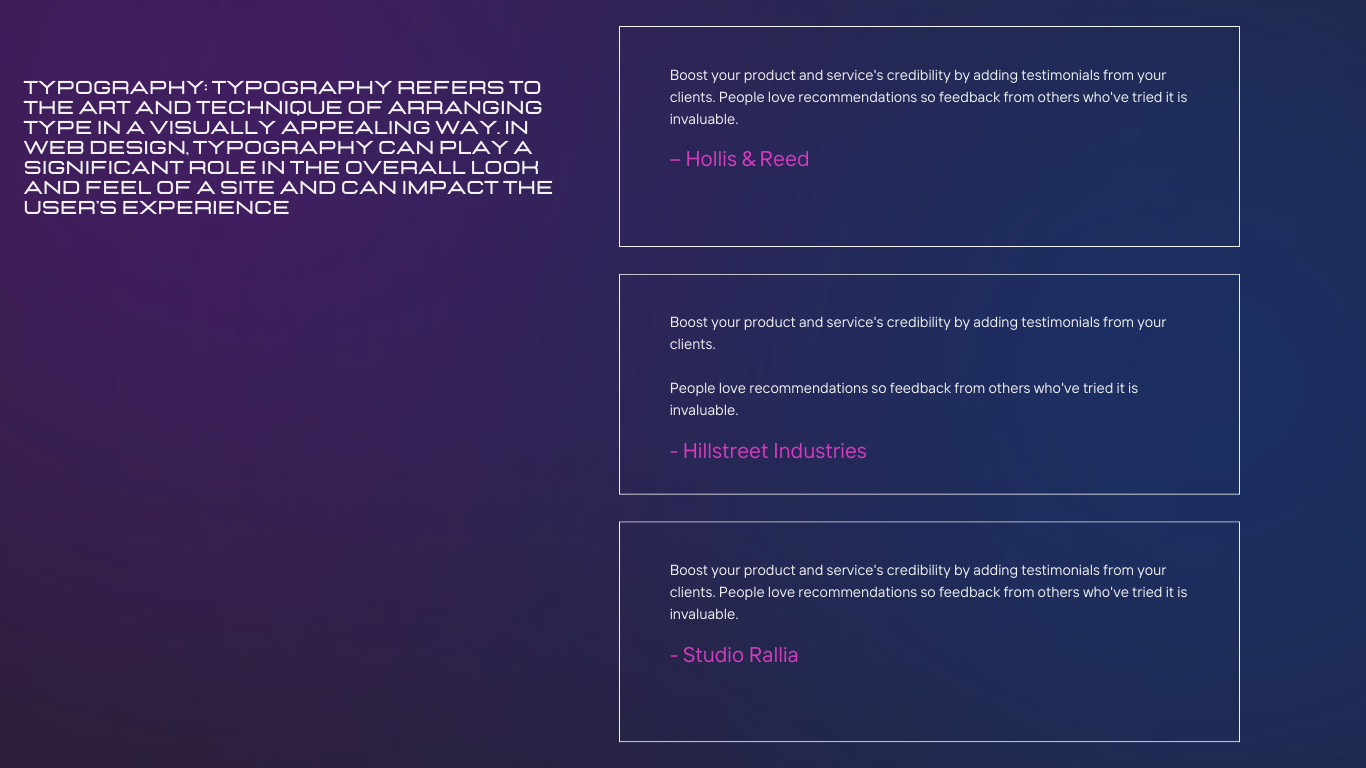 TYPOGRAPHY: TYPOGRAPHY REFERS TO
THE ART AND TECHNIQUE OF ARRANGING
TYPE IN A VISUALLY APPEALING WAY. IN
WEB DESIGN, TYPOGRAPHY CAN PLAY A
SIGNIFICANT ROLE IN THE OVERALL LOOK
AND FEEL OF A SITE AND CAN IMPACT THE
USER'S EXPERIENCE
Boost your product and service's credibility by adding testimonials from your
clients. People love recommendations so feedback from others who've tried it is
invaluable.
– Hollis & Reed
Boost your product and service's credibility by adding testimonials from your
clients.
People love recommendations so feedback from others who've tried it is
invaluable.
- Hillstreet Industries
Boost your product and service's credibility by adding testimonials from your
clients. People love recommendations so feedback from others who've tried it is
invaluable.
- Studio Rallia